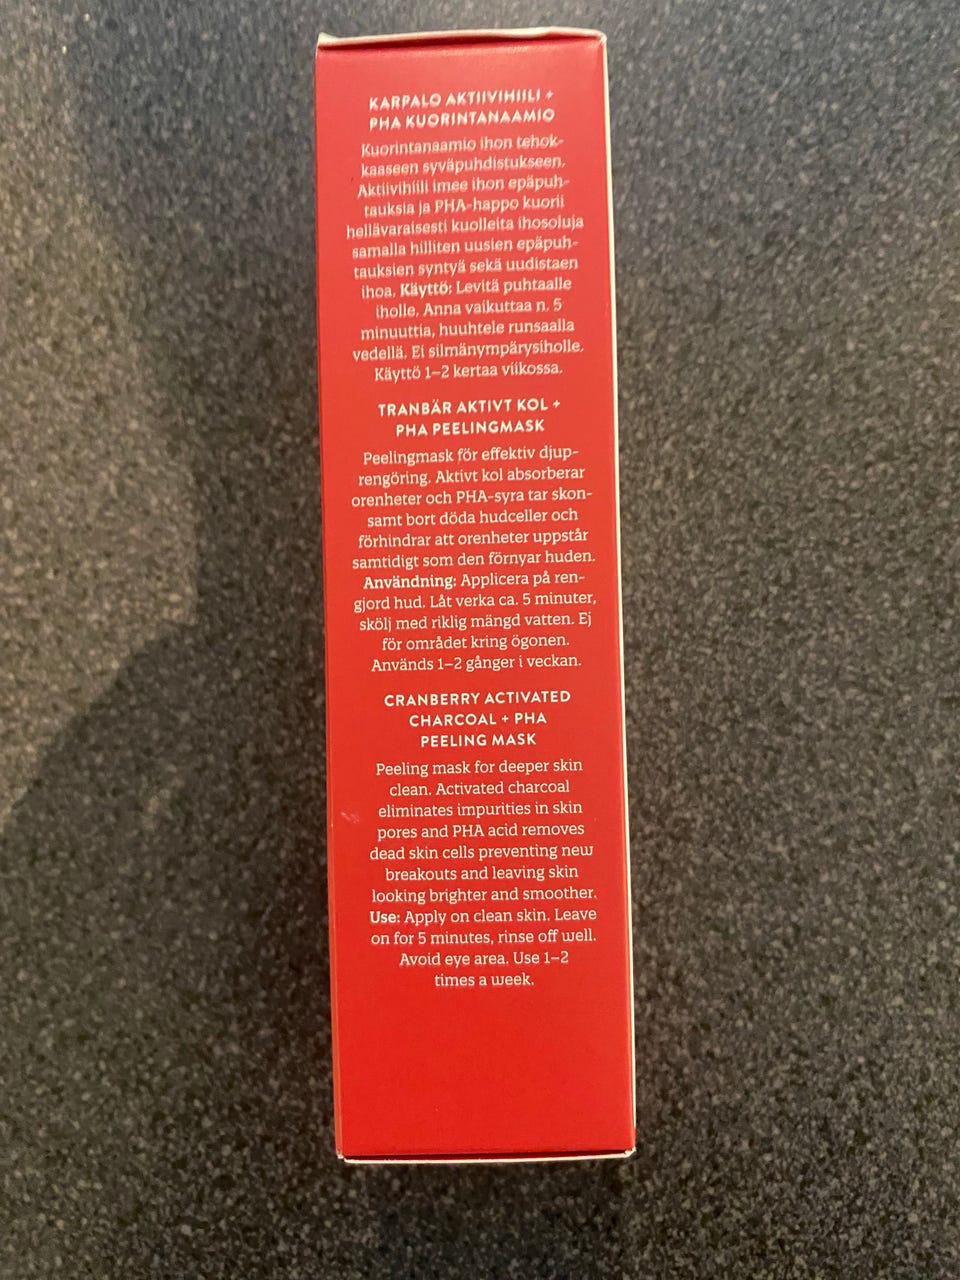 KARPALO AKTIIVIHIILI +
PHA KUORINTANAAMIO
Kuorintanaamio ihon tehok-
kaaseen syväpuhdistukseen.
Aktiivihiili imee ihon epäpuh-
tauksia ja PHA-happo kuorii
hellävaraisesti kuolleita ihosoluja
samalla hilliten uusien epäpuh-
tauksien syntyä sekä uudistaen
ihoa. Käyttö: Levitä puhtaalle
iholle. Anna vaikuttaa n. 5
minuuttia, huuhtele runsaalla
vedellä. Ei silmänympärysiholle.
Käyttö 1–2 kertaa viikossa.
TRANBÄR AKTIVT KOL +
PHA PEELINGMASK
Peelingmask för effektiv djup-
rengöring. Aktivt kol absorberar
orenheter och PHA-syra tar skon-
samt bort döda hudceller och
förhindrar att orenheter uppstår
samtidigt som den förnyar huden.
Användning: Applicera på ren-
gjord hud. Låt verka ca. 5 minuter,
skölj med riklig mängd vatten. Ej
för området kring ögonen.
Används 1–2 gånger i veckan.
CRANBERRY ACTIVATED
CHARCOAL + PHA
PEELING MASK
Peeling mask for deeper skin
clean. Activated charcoal
eliminates impurities in skin
pores and PHA acid removes
dead skin cells preventing new
breakouts and leaving skin
looking brighter and smoother.
Use: Apply on clean skin. Leave
on for 5 minutes, rinse off well.
Avoid eye area. Use 1–2
times a week.